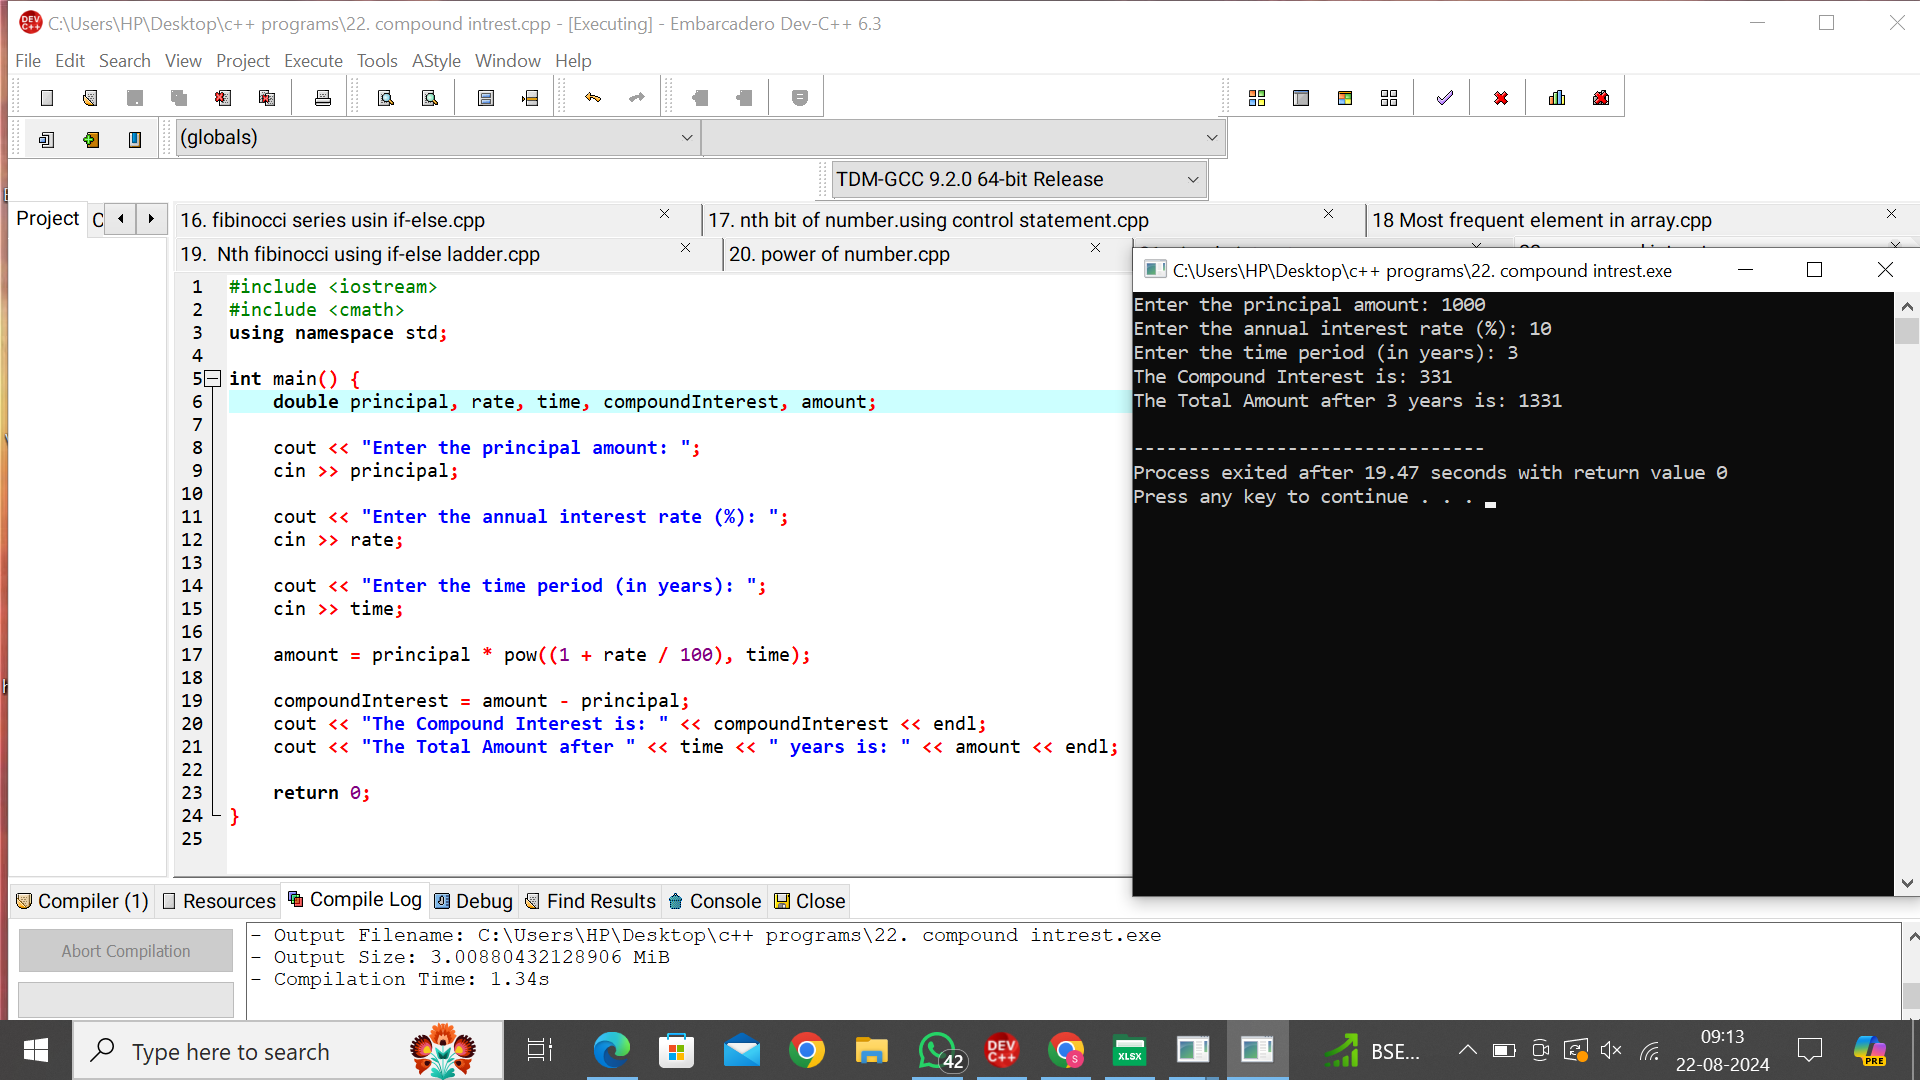 C:\Users\HP\Desktop\c++ programs\22. compound intrest.cpp - [Executing] - Embarcadero Dev-C++ 6.3
File Edit Search View Project Execute Tools AStyle Window Help
(globals)
TDM-GCC 9.2.0 64-bit Release
Project C
16. fibinocci series usin if-else.cpp
17. nth bit of number.using control statement.cpp
18 Most frequent element in array.cpp
19. Nth fibinocci using if-else ladder.cpp
20. power of number.cpp
1 #include <iostream>
2 #include <cmath>
3 using namespace std;
4
5 int main() {
6 double principal, rate, time, compoundInterest, amount;
7
8 cout << "Enter the principal amount: ";
9 cin >> principal;
10
11 cout << "Enter the annual interest rate (%): ";
12 cin >> rate;
13
14 cout << "Enter the time period (in years): ";
15 cin >> time;
16
17 amount = principal * pow((1 + rate / 100), time);
18
19 compoundInterest = amount - principal;
20 cout << "The Compound Interest is: " << compoundInterest << endl;
21 cout << "The Total Amount after " << time << " years is: " << amount << endl;
22
23 return 0;
24 }
25
C:\Users\HP\Desktop\c++ programs\22. compound intrest.exe
Enter the principal amount: 1000
Enter the annual interest rate (%): 10
Enter the time period (in years): 3
The Compound Interest is: 331
The Total Amount after 3 years is: 1331
--------------------------------
Process exited after 19.47 seconds with return value 0
Press any key to continue . . .
Compiler (1) Resources Compile Log Debug Find Results Console Close
Abort Compilation
- Output Filename: C:\Users\HP\Desktop\c++ programs\22. compound intrest.exe
- Output Size: 3.00880432128906 MiB
- Compilation Time: 1.34s
Type here to search
42
DEV C++
S
XLSX
BSE...
09:13
22-08-2024
PRE